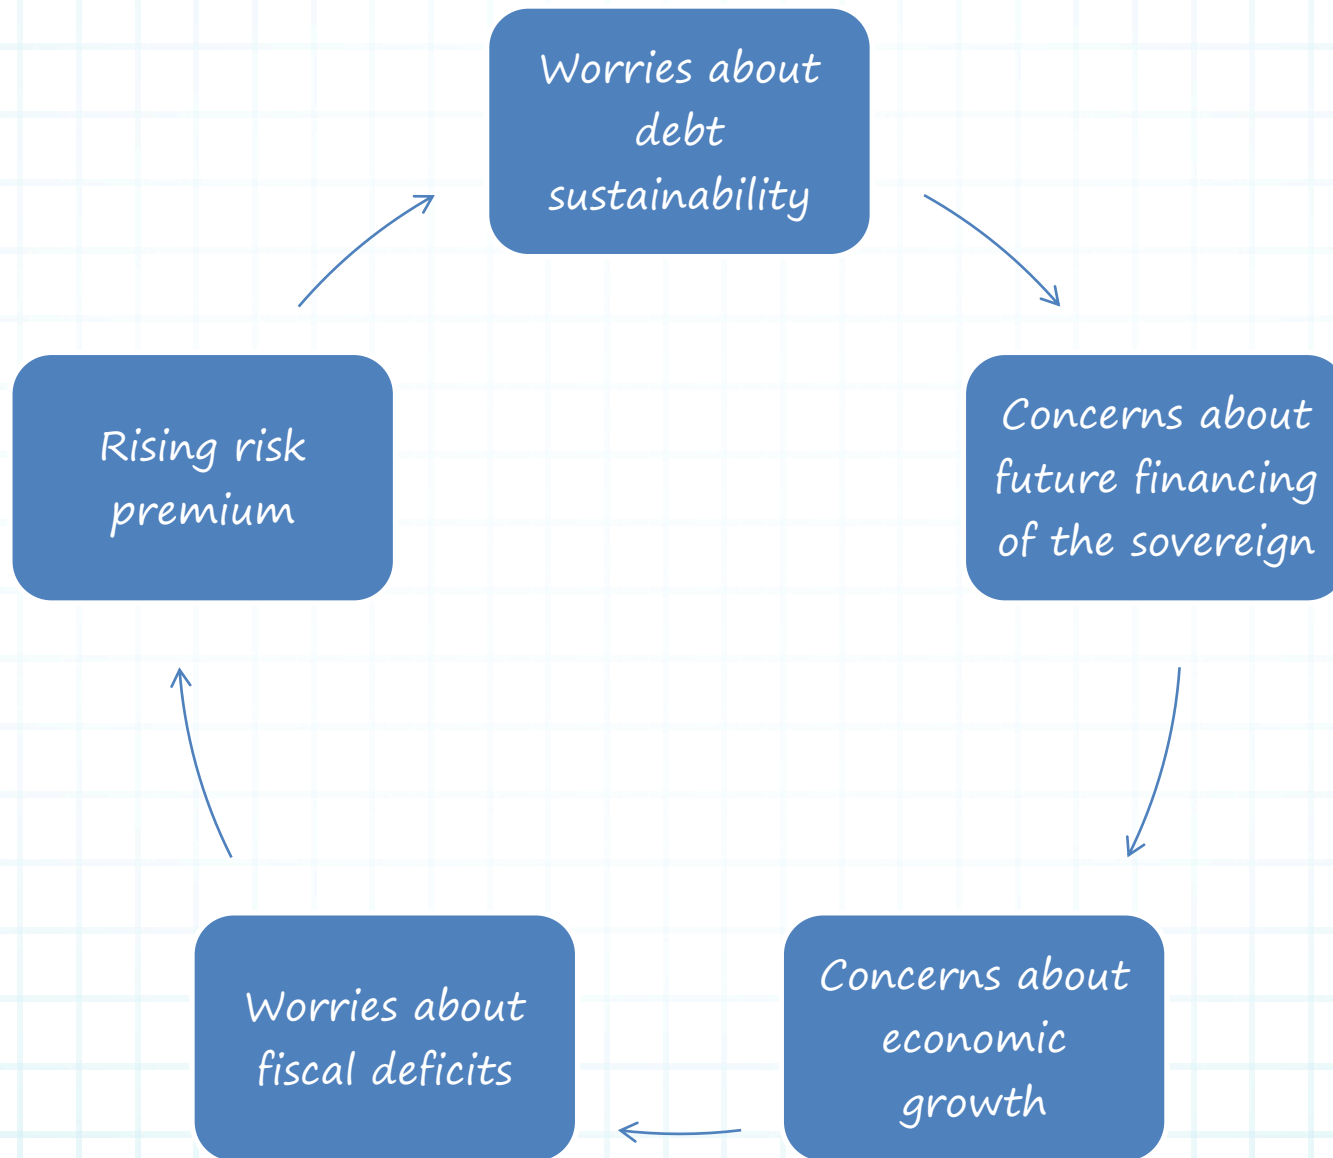 Worries about
debt
sustainability
Concerns about
future financing
of the sovereign
Concerns about
economic
growth
Worries about
fiscal deficits
Rising risk
premium